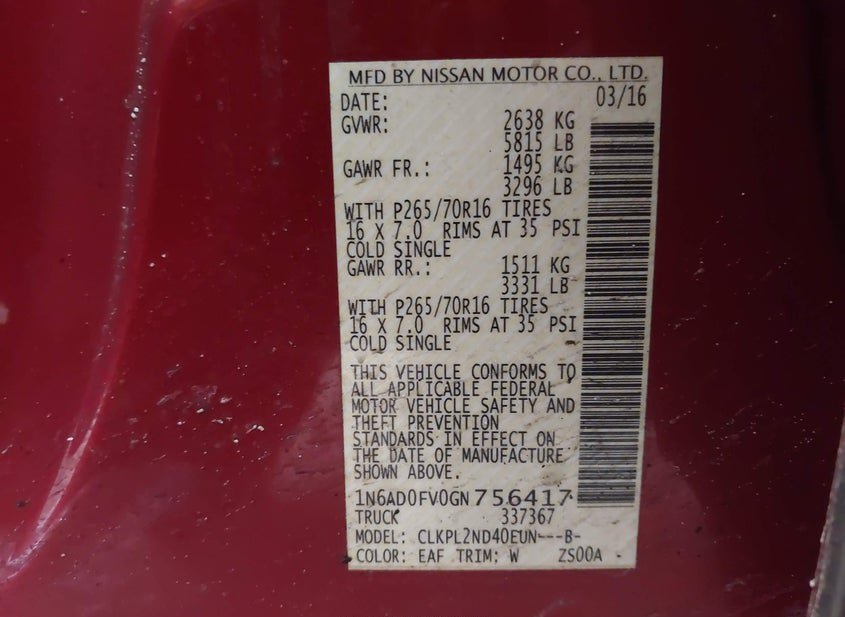 MFD BY NISSAN MOTOR CO., LTD.
DATE: 03/16
GVWR: 2638 KG
5815 LB
GAWR FR.: 1495 KG
3296 LB
WITH P265/70R16 TIRES
16 X 7.0 RIMS AT 35 PSI
COLD SINGLE
GAWR RR.: 1511 KG
3331 LB
WITH P265/70R16 TIRES
16 X 7.0 RIMS AT 35 PSI
COLD SINGLE
THIS VEHICLE CONFORMS TO
ALL APPLICABLE FEDERAL
MOTOR VEHICLE SAFETY AND
THEFT PREVENTION
STANDARDS IN EFFECT ON
THE DATE OF MANUFACTURE
SHOWN ABOVE.
1N6AD0FV0GN756417
TRUCK 337367
MODEL: CLKPL2ND40EUN---B-
COLOR: EAF TRIM: W ZS00A